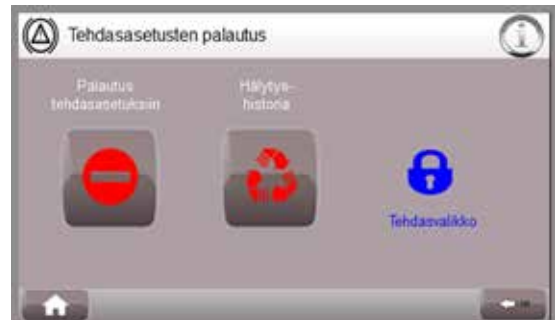 Tehdasasetusten palautus
Palautus
tehdasasetuksiin
Hälytys-
historia
Tehdasvalikko